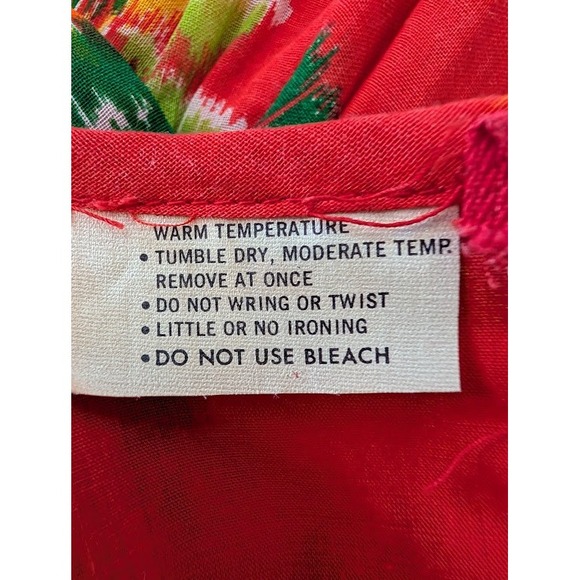 WARM TEMPERATURE
• TUMBLE DRY, MODERATE TEMP.
REMOVE AT ONCE
• DO NOT WRING OR TWIST
• LITTLE OR NO IRONING
• DO NOT USE BLEACH